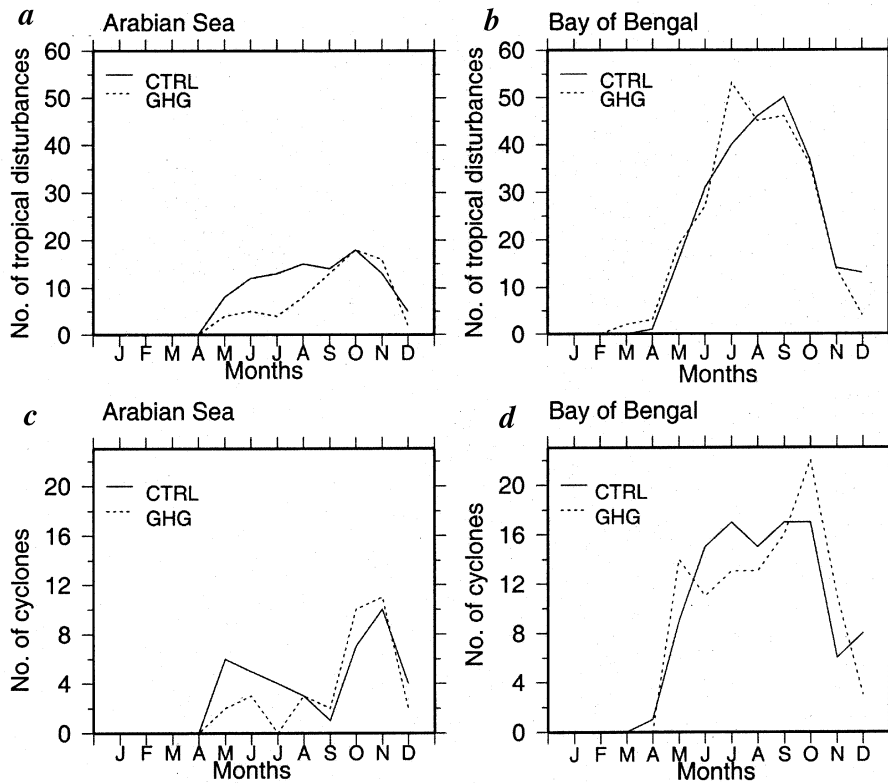 a Arabian Sea
60
50
40
30
20
10
0
No. of tropical disturbances
CTRL
GHG
J F M A M J J A S O N D
Months
b Bay of Bengal
60
50
40
30
20
10
0
No. of tropical disturbances
CTRL
GHG
J F M A M J J A S O N D
Months
c Arabian Sea
20
16
12
8
4
0
No. of cyclones
CTRL
GHG
J F M A M J J A S O N D
Months
d Bay of Bengal
20
16
12
8
4
0
No. of cyclones
CTRL
GHG
J F M A M J J A S O N D
Months